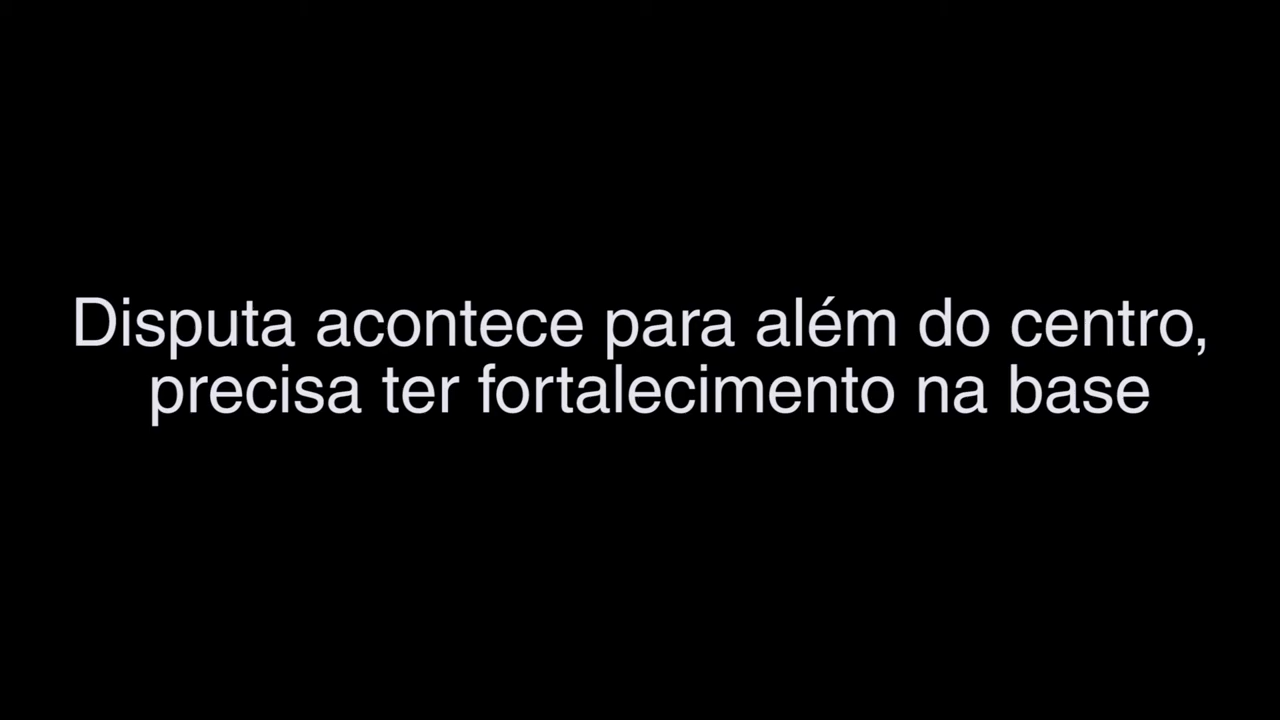 Disputa acontece para além do centro,
precisa ter fortalecimento na base